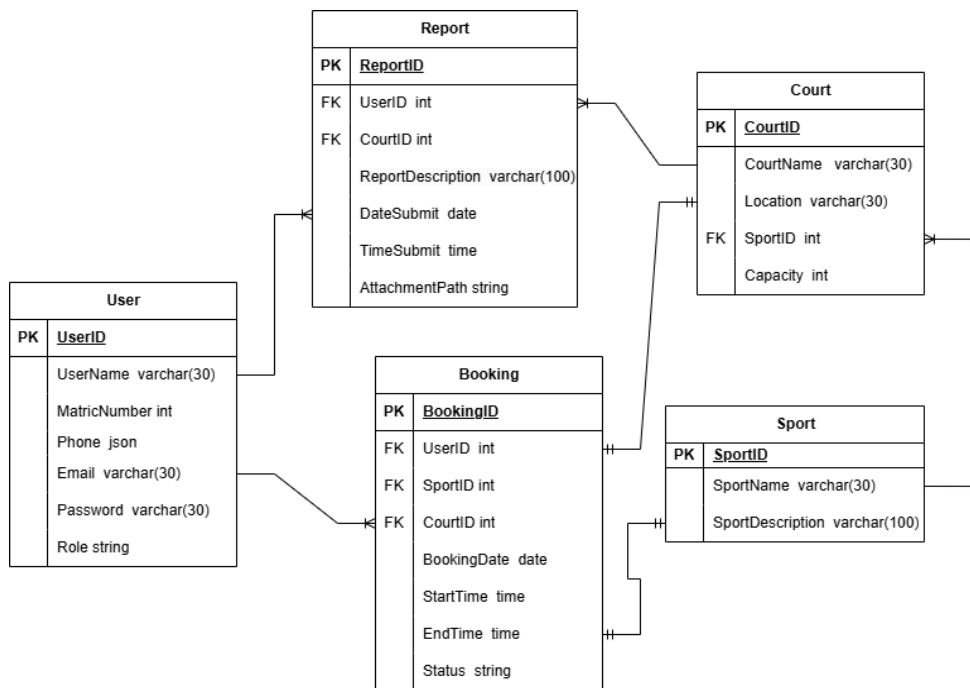 Report
PK ReportID
FK UserID int
FK CourtID int
ReportDescription varchar(100)
DateSubmit date
TimeSubmit time
AttachmentPath string
Court
PK CourtID
CourtName varchar(30)
Location varchar(30)
FK SportID int
Capacity int
User
PK UserID
UserName varchar(30)
MatricNumber int
Phone json
Email varchar(30)
Password varchar(30)
Role string
Booking
PK BookingID
FK UserID int
FK SportID int
FK CourtID int
BookingDate date
StartTime time
EndTime time
Status string
Sport
PK SportID
SportName varchar(30)
SportDescription varchar(100)